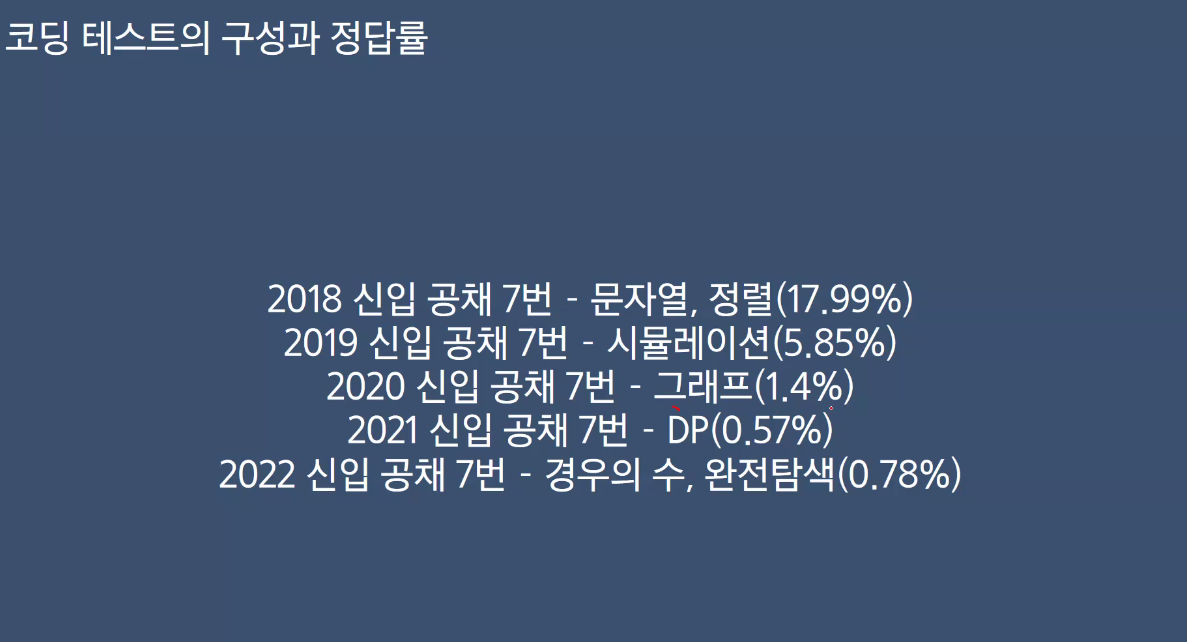 코딩 테스트의 구성과 정답률
2018 신입 공채 7번 - 문자열, 정렬(17.99%)
2019 신입 공채 7번 - 시뮬레이션(5.85%)
2020 신입 공채 7번 - 그래프(1.4%)
2021 신입 공채 7번 - DP(0.57%)
2022 신입 공채 7번 - 경우의 수, 완전탐색(0.78%)